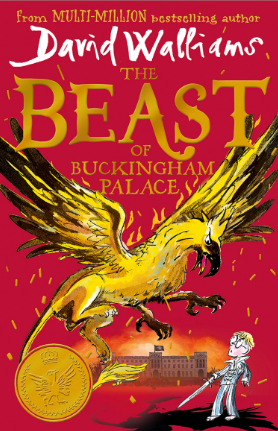 From MULTI-MILLION bestselling author
David Walliams
THE
BEAST
OF
BUCKINGHAM
PALACE